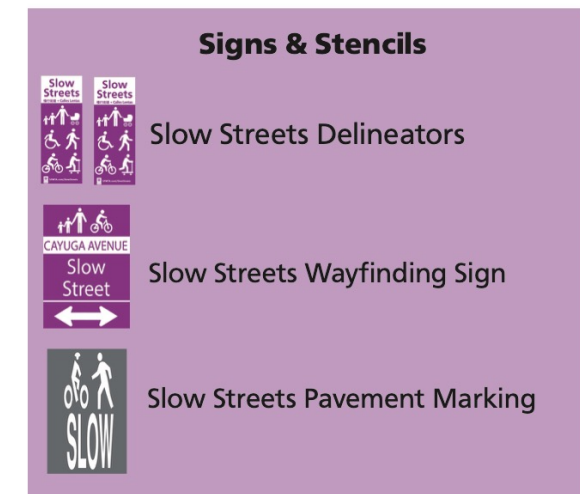 Signs & Stencils
Slow
Streets
Slow
Streets
Slow Streets Delineators
CAYUGA AVENUE
Slow
Street
Slow Streets Wayfinding Sign
SLOW
Slow Streets Pavement Marking